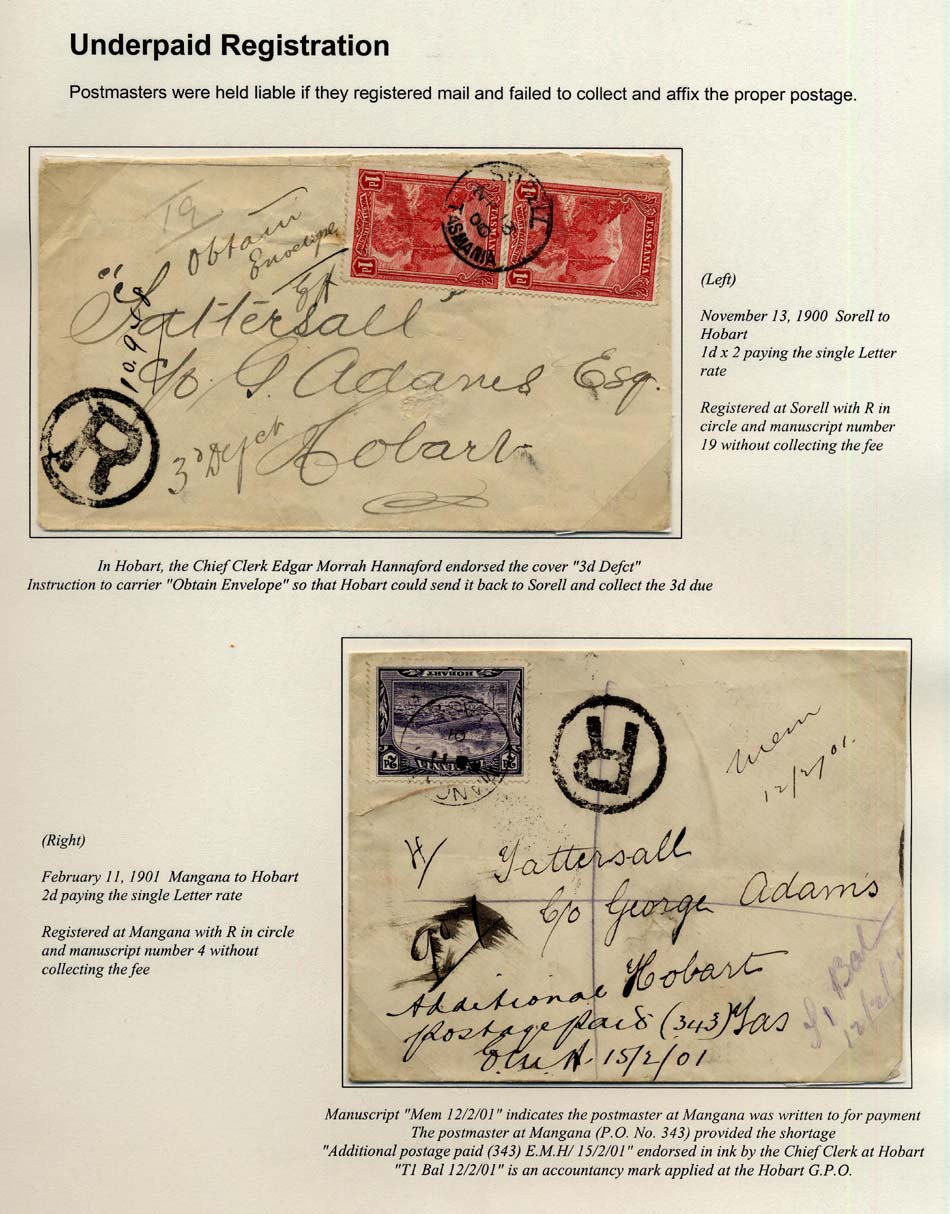 Underpaid Registration
Postmasters were held liable if they registered mail and failed to collect and affix the proper postage.
19
Obtain
Envelope
1d
1d
1d
1d
TASMANIA
TASMANIA
TASMANIA
"Tattersall"
c/o G Adams Esq.
Hobart
3d Defct
R
(Left)
November 13, 1900 Sorell to
Hobart
1d x 2 paying the single Letter
rate
Registered at Sorell with R in
circle and manuscript number
19 without collecting the fee
In Hobart, the Chief Clerk Edgar Morrah Hannaford endorsed the cover "3d Defct"
Instruction to carrier "Obtain Envelope" so that Hobart could send it back to Sorell and collect the 3d due
HOBART
2d
2d
R
Mem
12/2/01.
4/
Tattersall
C/o George Adams
Hobart
Tas
Additional
postage paid (343)
E.M.H. 15/2/01
T1 Bal
12/2/01
(Right)
February 11, 1901 Mangana to Hobart
2d paying the single Letter rate
Registered at Mangana with R in circle
and manuscript number 4 without
collecting the fee
Manuscript "Mem 12/2/01" indicates the postmaster at Mangana was written to for payment
The postmaster at Mangana (P.O. No. 343) provided the shortage
"Additional postage paid (343) E.M.H/ 15/2/01" endorsed in ink by the Chief Clerk at Hobart
"T1 Bal 12/2/01" is an accountancy mark applied at the Hobart G.P.O.